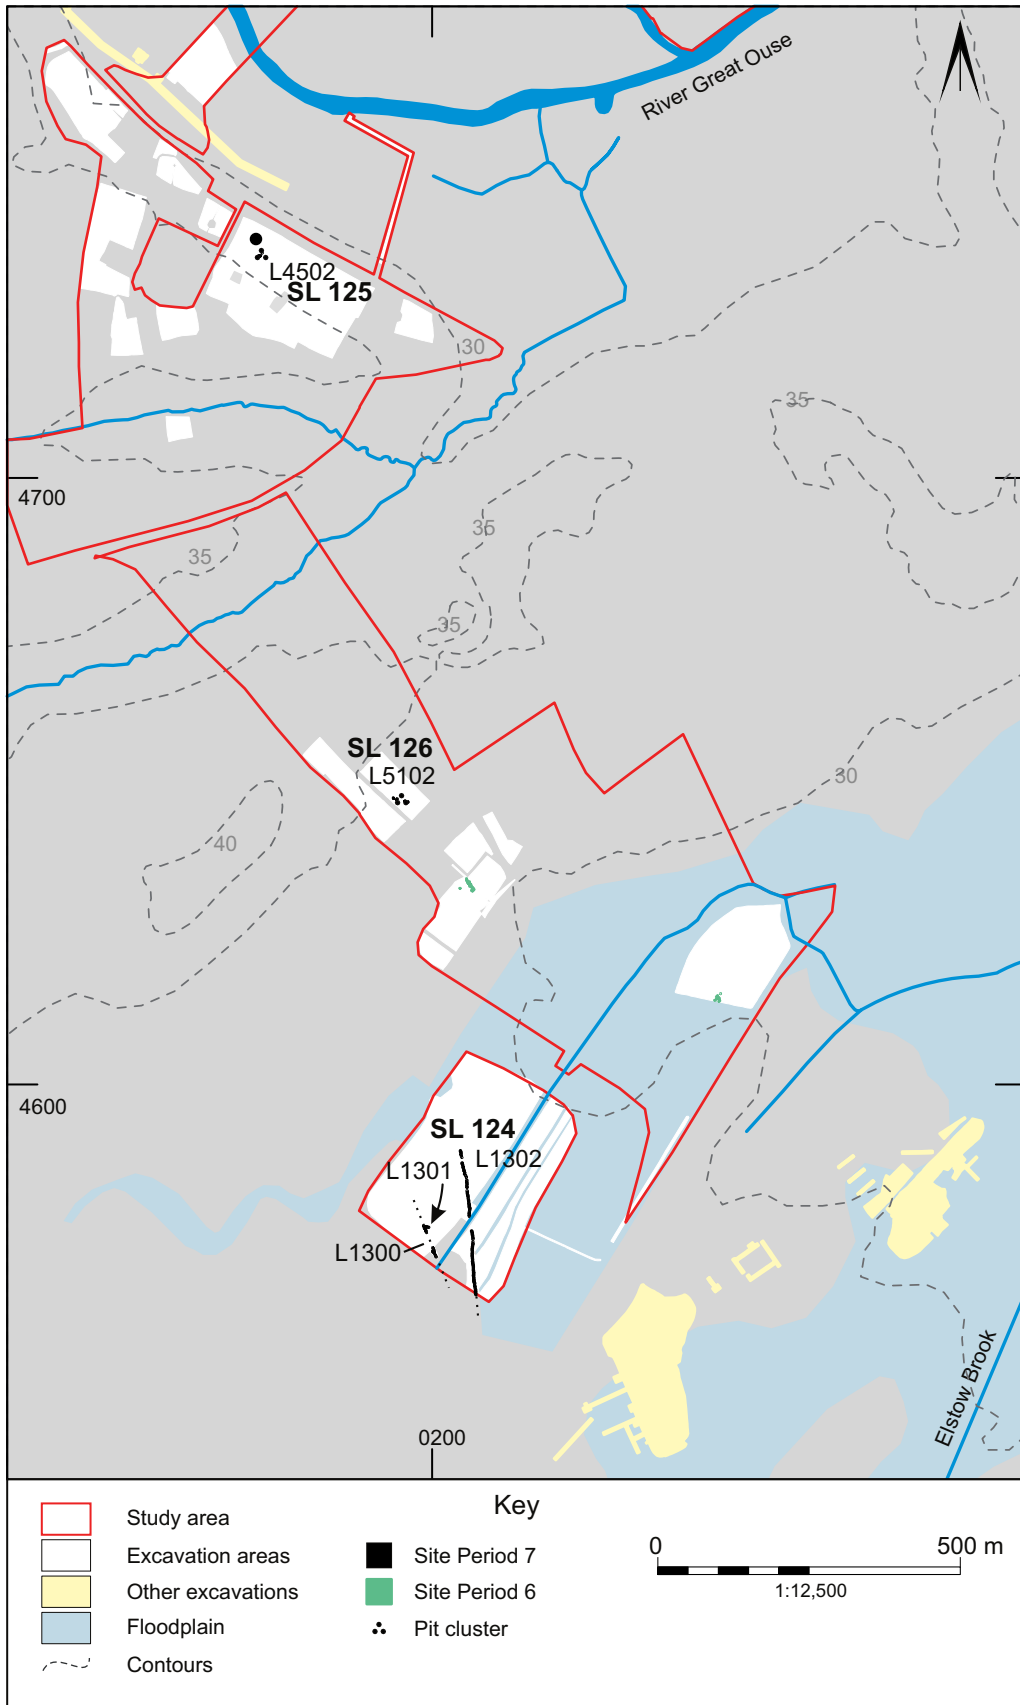 River Great Ouse
L4502
SL 125
30
35
4700
35
35
35
SL 126
L5102
30
40
4600
SL 124
L1301
L1302
L1300
Elstow Brook
0200
Key
Study area
Excavation areas
Other excavations
Floodplain
Contours
Site Period 7
Site Period 6
Pit cluster
0
500 m
1:12,500